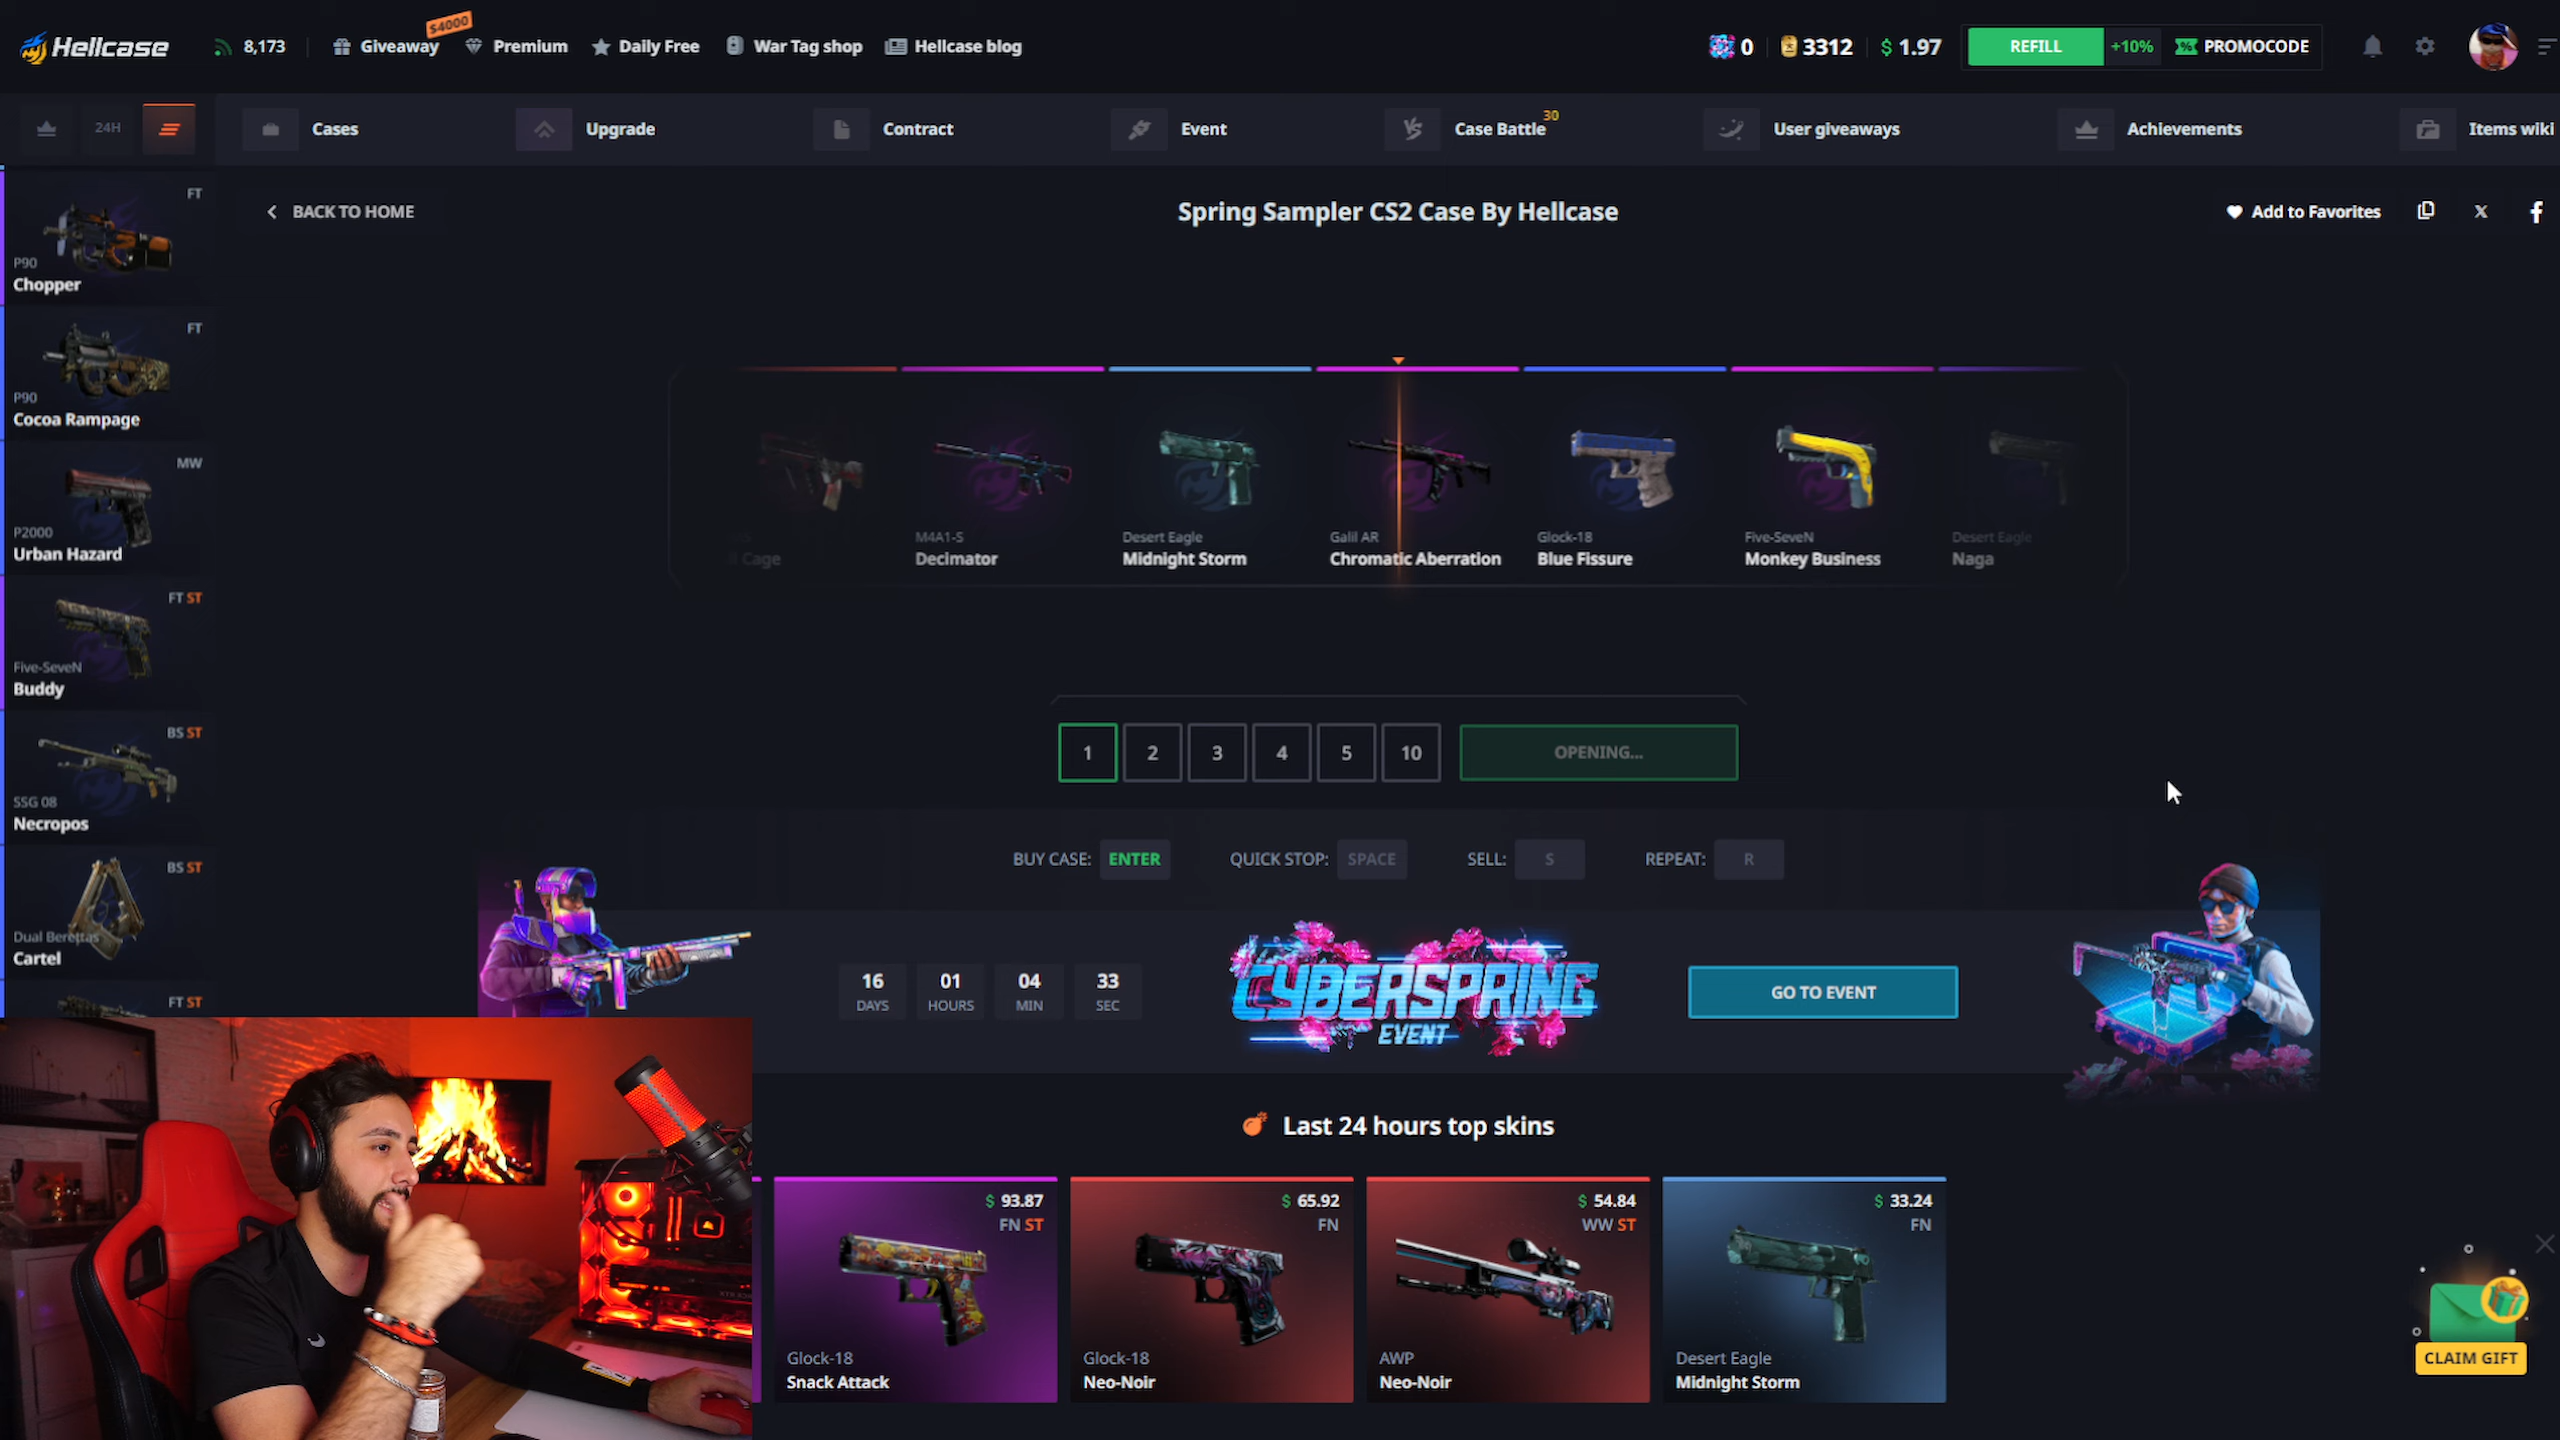 Hellcase
8,173
Giveaway
$4000
Premium
Daily Free
War Tag shop
Hellcase blog
0
3312
$ 1.97
REFILL
+10%
PROMOCODE
24H
Cases
Upgrade
Contract
Event
Case Battle
30
User giveaways
Achievements
Items wiki
BACK TO HOME
Spring Sampler CS2 Case By Hellcase
Add to Favorites
FT
P90
Chopper
FT
P90
Cocoa Rampage
MW
P2000
Urban Hazard
FT ST
Five-SeveN
Buddy
BS ST
SSG 08
Necropos
BS ST
Dual Berettas
Cartel
FT ST
Cage
M4A1-S
Decimator
Desert Eagle
Midnight Storm
Galil AR
Chromatic Aberration
Glock-18
Blue Fissure
Five-SeveN
Monkey Business
Desert Eagle
Naga
1
2
3
4
5
10
OPENING...
BUY CASE: ENTER
QUICK STOP: SPACE
SELL: S
REPEAT: R
16
DAYS
01
HOURS
04
MIN
33
SEC
CYBERSPRING
EVENT
GO TO EVENT
Last 24 hours top skins
$ 93.87
FN ST
Glock-18
Snack Attack
$ 65.92
FN
Glock-18
Neo-Noir
$ 54.84
WW ST
AWP
Neo-Noir
$ 33.24
FN
Desert Eagle
Midnight Storm
CLAIM GIFT